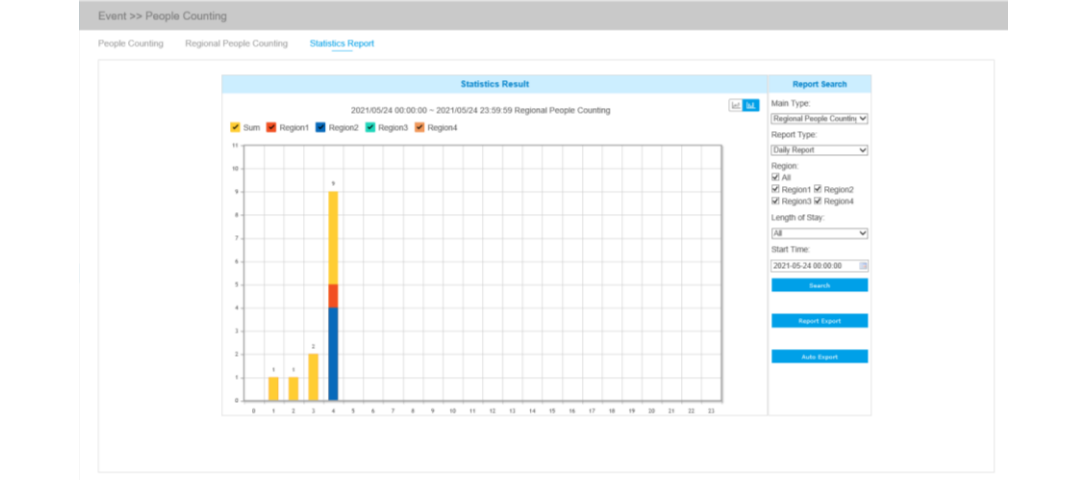 Event >> People Counting
People Counting Regional People Counting Statistics Report
Statistics Result
2021/05/24 00:00:00 ~ 2021/05/24 23:59:59 Regional People Counting
Sum Region1 Region2 Region3 Region4
11
10
9
8
7
6
5
4
3
2
1
0
9
2
1 1
0 1 2 3 4 5 6 7 8 9 10 11 12 13 14 15 16 17 18 19 20 21 22 23
Report Search
Main Type:
Regional People Counting
Report Type:
Daily Report
Region:
All
Region1 Region2
Region3 Region4
Length of Stay:
All
Start Time:
2021-05-24 00:00:00
Search
Report Export
Auto Export